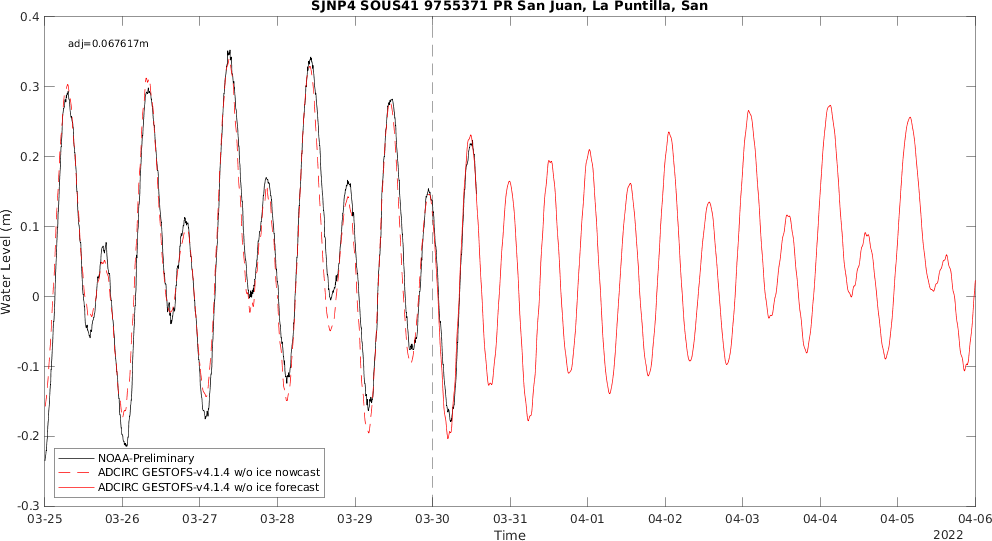 SJNP4 SOUS41 9755371 PR San Juan, La Puntilla, San
adj=0.067617m
0.4
0.3
0.2
0.1
0
-0.1
-0.2
-0.3
Water Level (m)
NOAA-Preliminary
ADCIRC GESTOFS-v4.1.4 w/o ice nowcast
ADCIRC GESTOFS-v4.1.4 w/o ice forecast
03-25 03-26 03-27 03-28 03-29 03-30 03-31 04-01 04-02 04-03 04-04 04-05 04-06
Time
2022